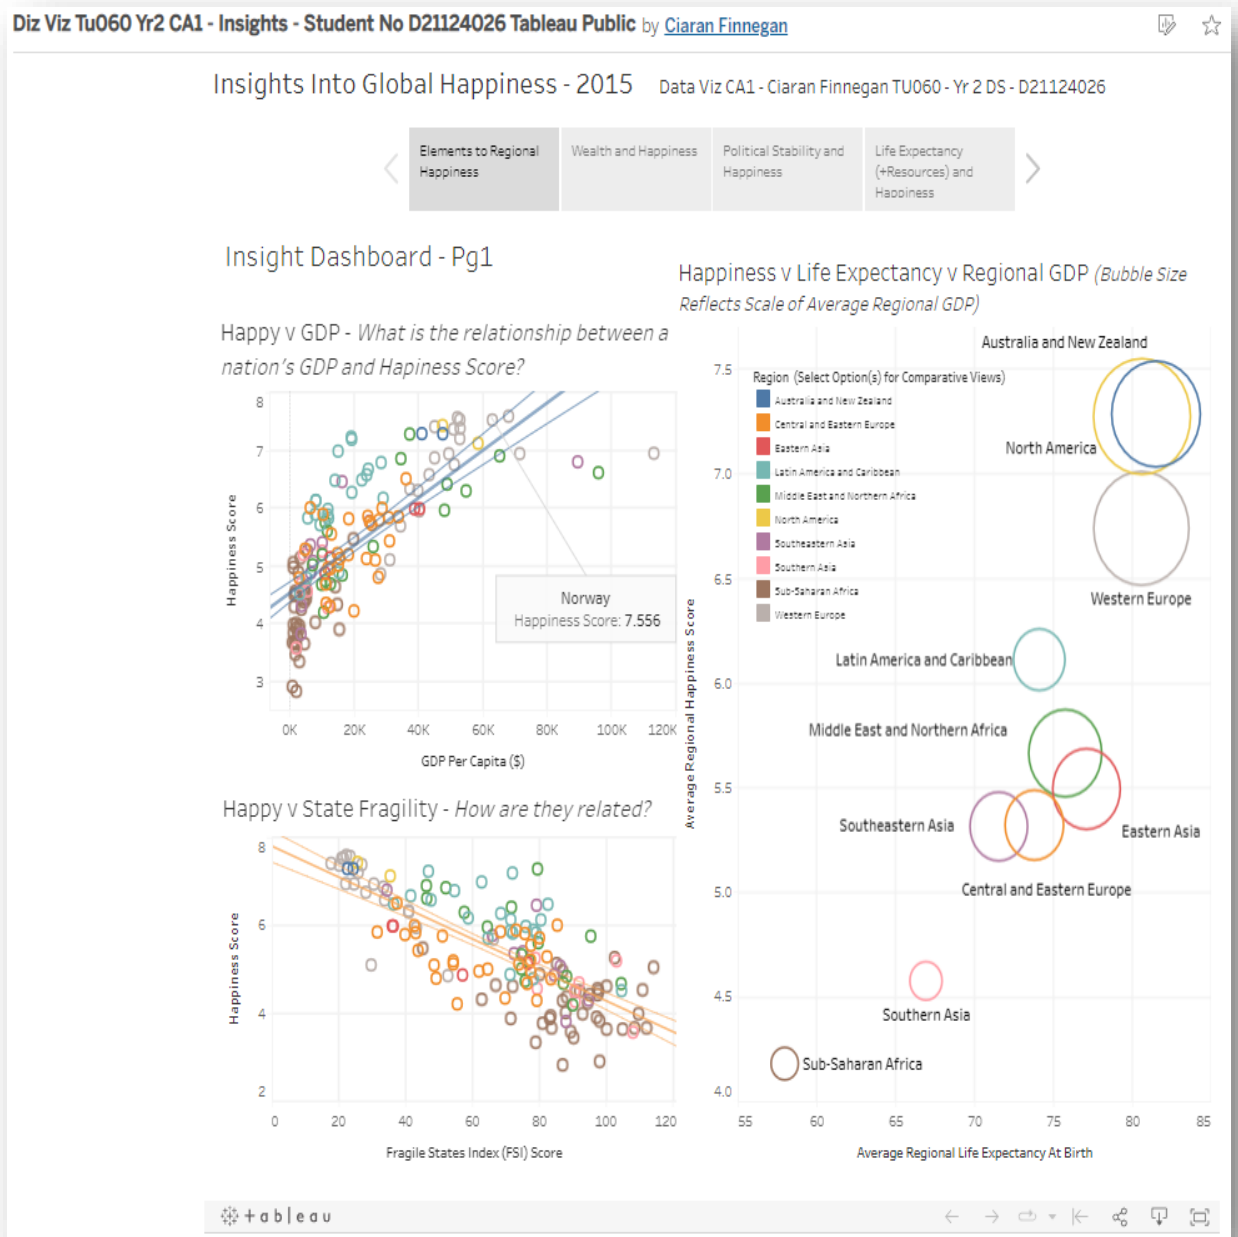 Diz Viz Tu060 Yr2 CA1 - Insights - Student No D21124026 Tableau Public by Ciaran Finnegan
Insights Into Global Happiness - 2015 Data Viz CA1 - Ciaran Finnegan TU060 - Yr 2 DS - D21124026
Elements to Regional
Happiness
Wealth and Happiness
Political Stability and
Happiness
Life Expectancy
(+Resources) and
Happiness
Insight Dashboard - Pg1
Happy v GDP - What is the relationship between a
nation's GDP and Hapiness Score?
8
7
6
5
4
3
Happiness Score
Norway
Happiness Score: 7.556
0K 20K 40K 60K 80K 100K 120K
GDP Per Capita ($)
Happy v State Fragility - How are they related?
8
6
4
2
Happiness Score
0 20 40 60 80 100 120
Fragile States Index (FSI) Score
Happiness v Life Expectancy v Regional GDP (Bubble Size
Reflects Scale of Average Regional GDP)
Australia and New Zealand
7.5
7.0
6.5
6.0
5.5
5.0
4.5
4.0
Average Regional Happiness Score
Region (Select Option(s) for Comparative Views)
Australia and New Zealand
Central and Eastern Europe
Eastern Asia
Latin America and Caribbean
Middle East and Northern Africa
North America
Southeastern Asia
Southern Asia
Sub-Saharan Africa
Western Europe
North America
Western Europe
Latin America and Caribbean
Middle East and Northern Africa
Southeastern Asia
Eastern Asia
Central and Eastern Europe
Southern Asia
Sub-Saharan Africa
55 60 65 70 75 80 85
Average Regional Life Expectancy At Birth
+ a b l e a u